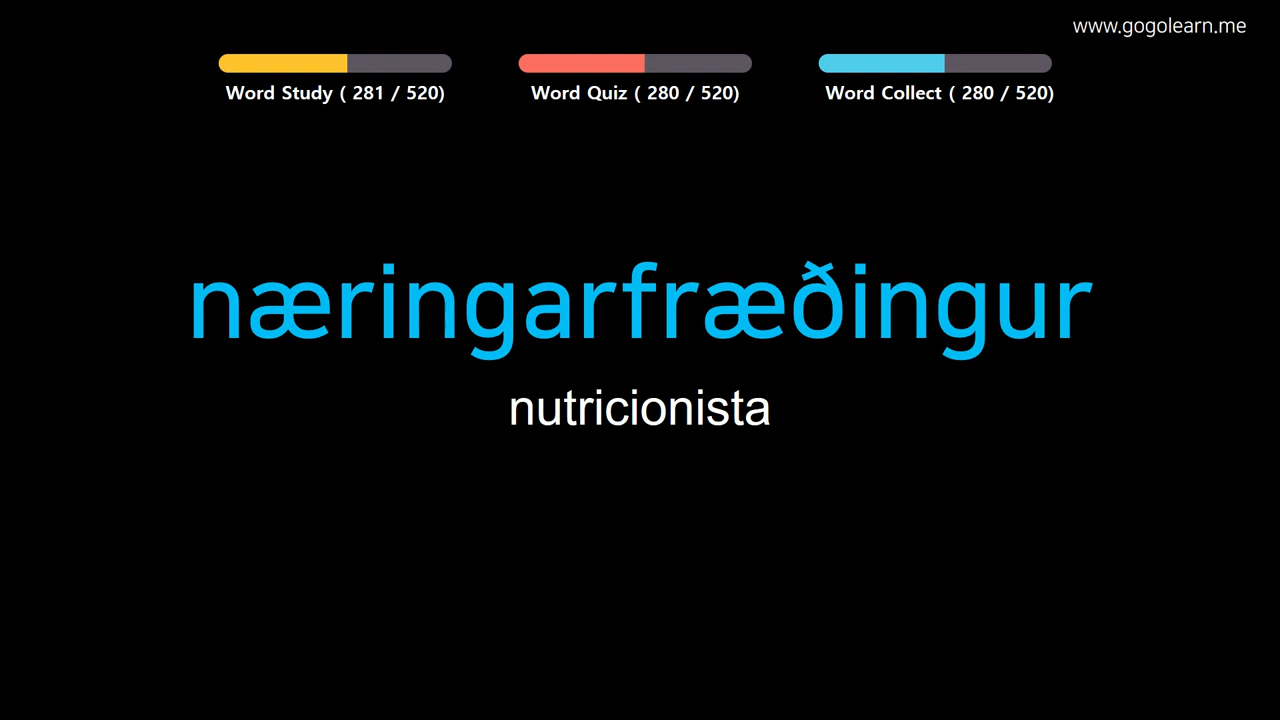 www.gogolearn.me
Word Study ( 281 / 520)
Word Quiz ( 280 / 520)
Word Collect ( 280 / 520)
næringarfræðingur
nutricionista